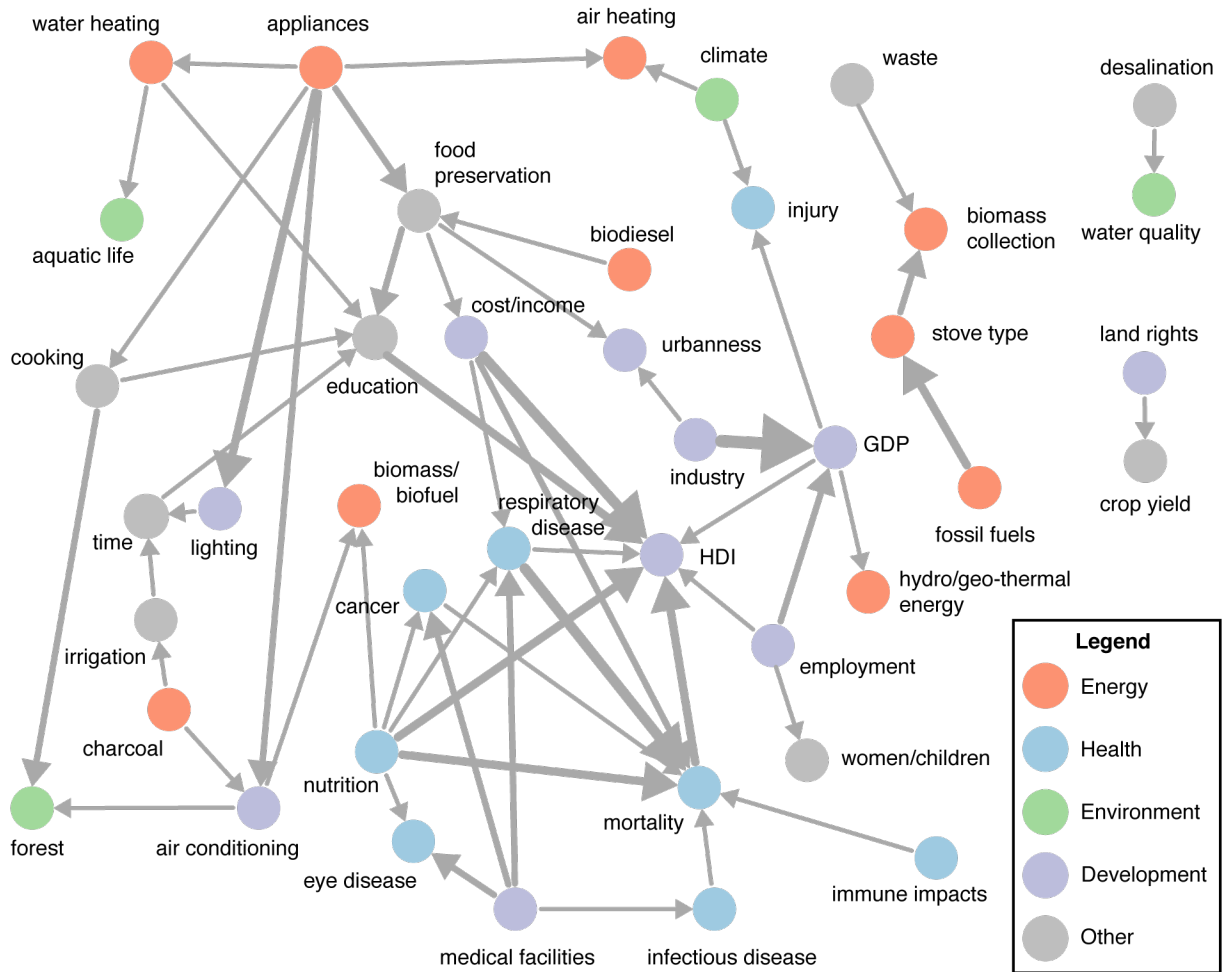 water heating
appliances
air heating
climate
waste
desalination
food
preservation
injury
biomass
collection
water quality
aquatic life
biodiesel
cost/income
urbanness
stove type
land rights
cooking
education
GDP
industry
biomass/
biofuel
respiratory
disease
crop yield
fossil fuels
time
lighting
HDI
hydro/geo-thermal
energy
cancer
irrigation
employment
charcoal
nutrition
women/children
mortality
forest
air conditioning
eye disease
immune impacts
medical facilities
infectious disease
Legend
Energy
Health
Environment
Development
Other